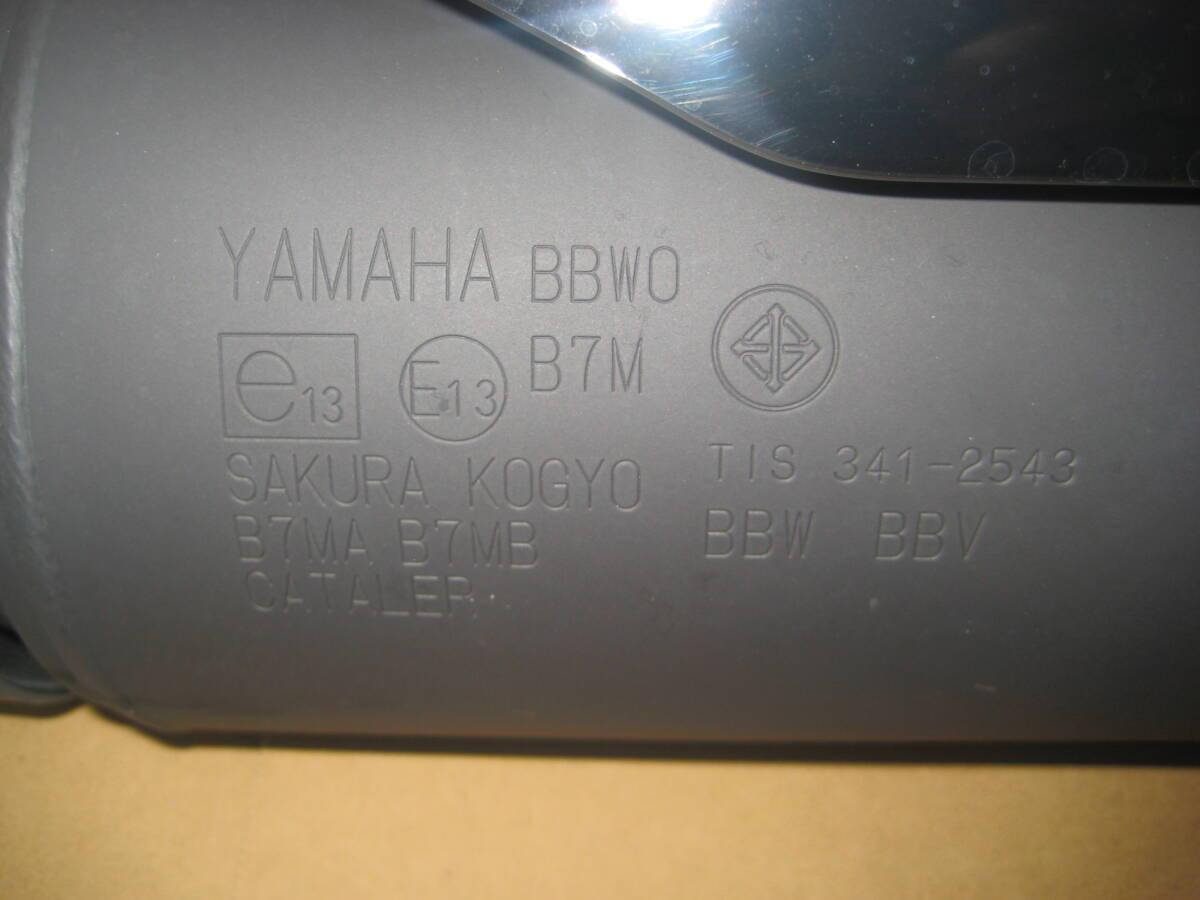 YAMAHA BBW0
e13 E13 B7M
SAKURA KOGYO
B7MA B7MB
CATALER
TIS 341-2543
BBW BBV